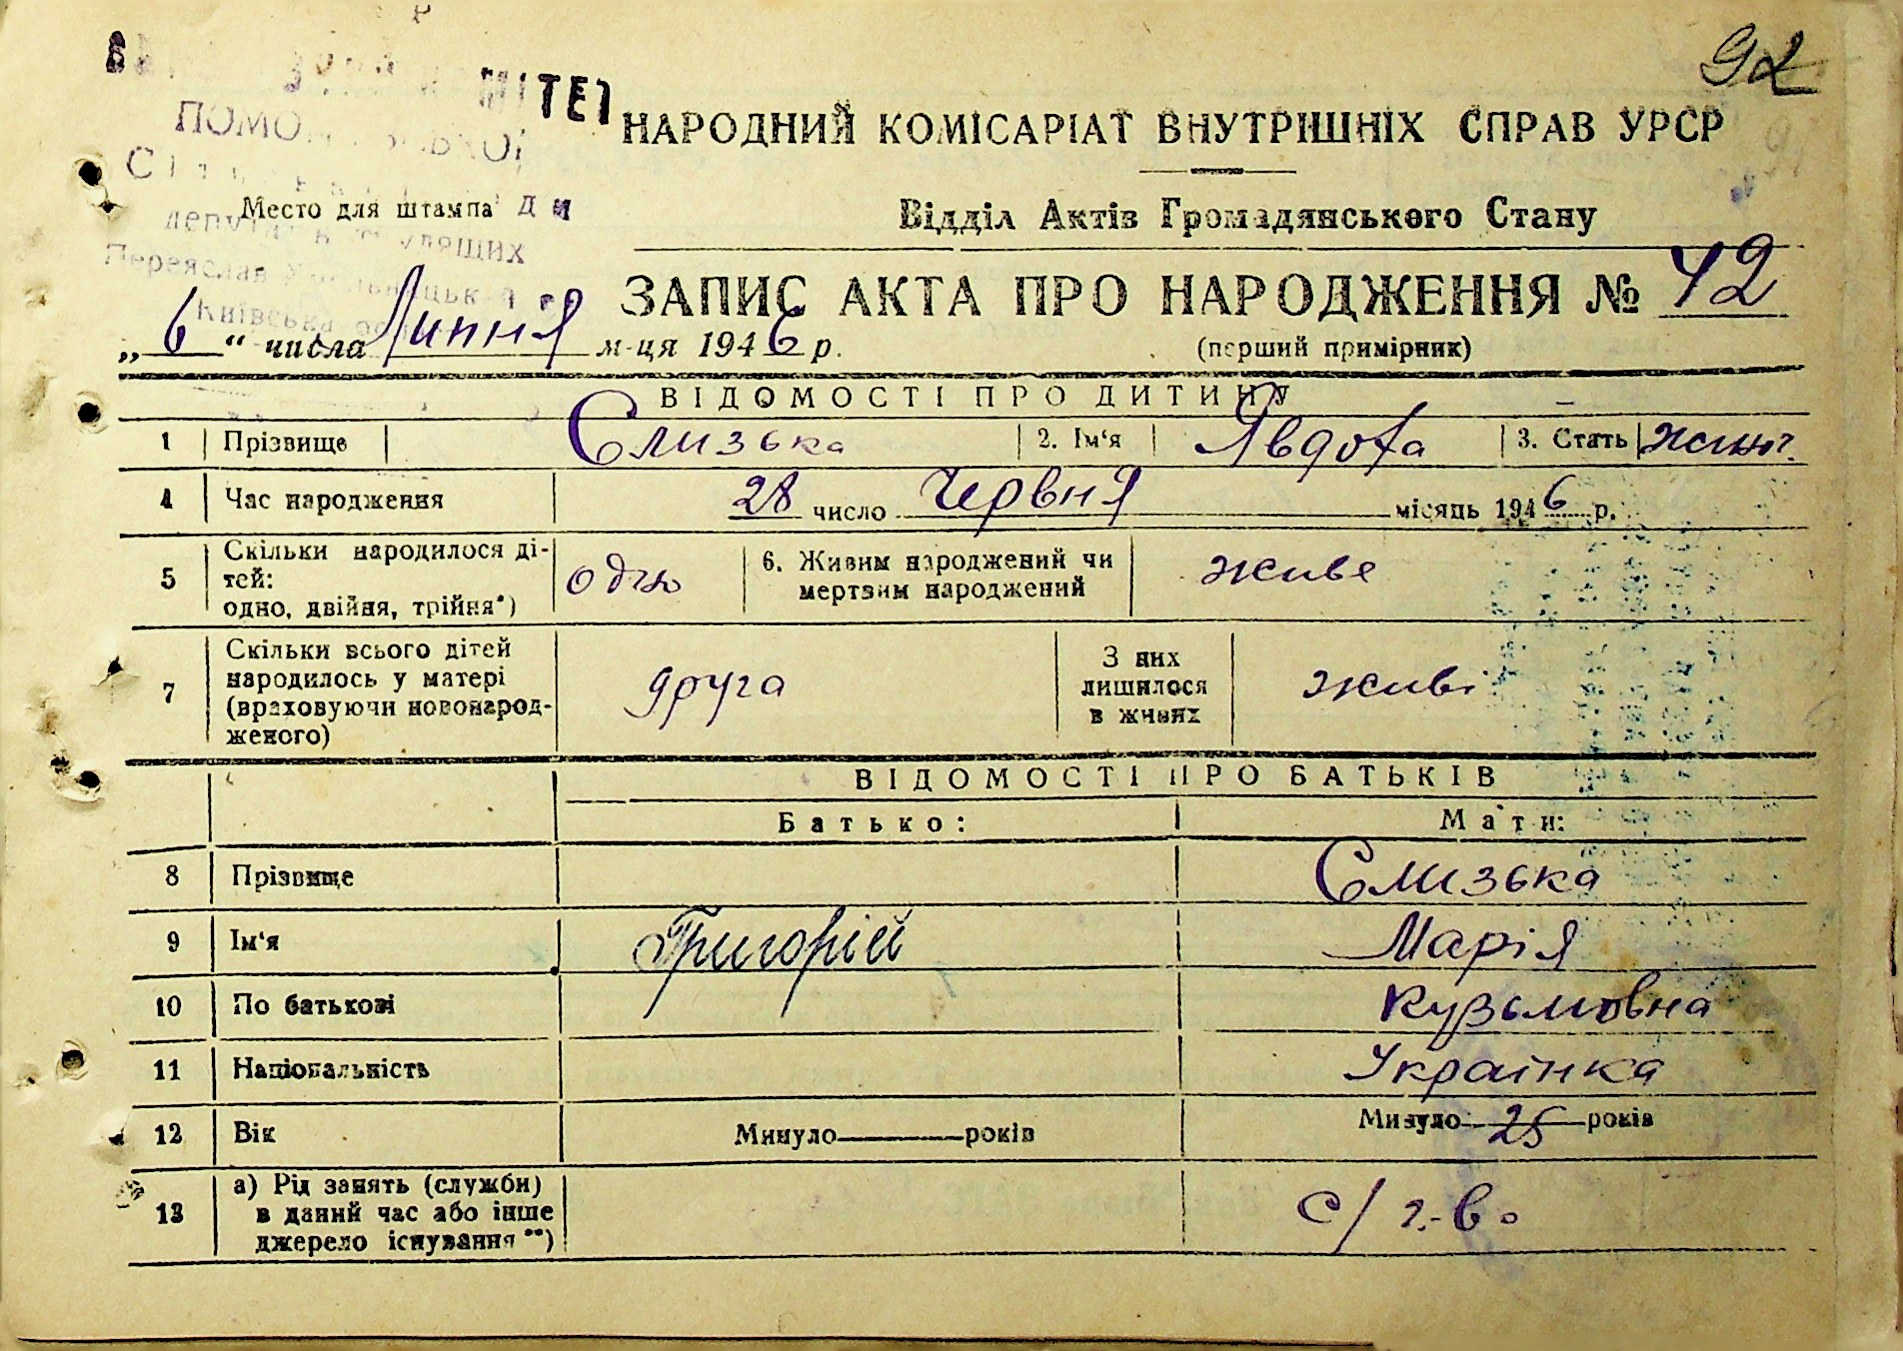 92
НАРОДНИЙ КОМІСАРІАТ ВНУТРІШНІХ СПРАВ УРСР
Место для штампа
Відділ Актів Громадянського Стану
ЗАПИС АКТА ПРО НАРОДЖЕННЯ № 42
„6“ числа Липня м-ця 1946 р.
(перший примірник)
ВІДОМОСТІ ПРО ДИТИНУ
1 Прізвище Слизька 2. Ім‘я Явдоха 3. Стать жіноч.
4 Час народження 28 число Червня місяць 1946 р.
5 Скільки народилося ді-
тей:
одно, двійня, трійня*) одно 6. Живим народжений чи
мертвим народжений живе
7 Скільки всього дітей
народилось у матері
(враховуючи новонарод-
женого) друга З них
лишилося
в живих живі
ВІДОМОСТІ ПРО БАТЬКІВ
Батько: Мати:
8 Прізвище Слизька
9 Ім‘я Григорій Марія
10 По батькові Кузьмовна
11 Національність Українка
12 Вік Минуло років Минуло 25 років
13 а) Рід занять (служби)
в даний час або інше
джерело існування **) с/г-во